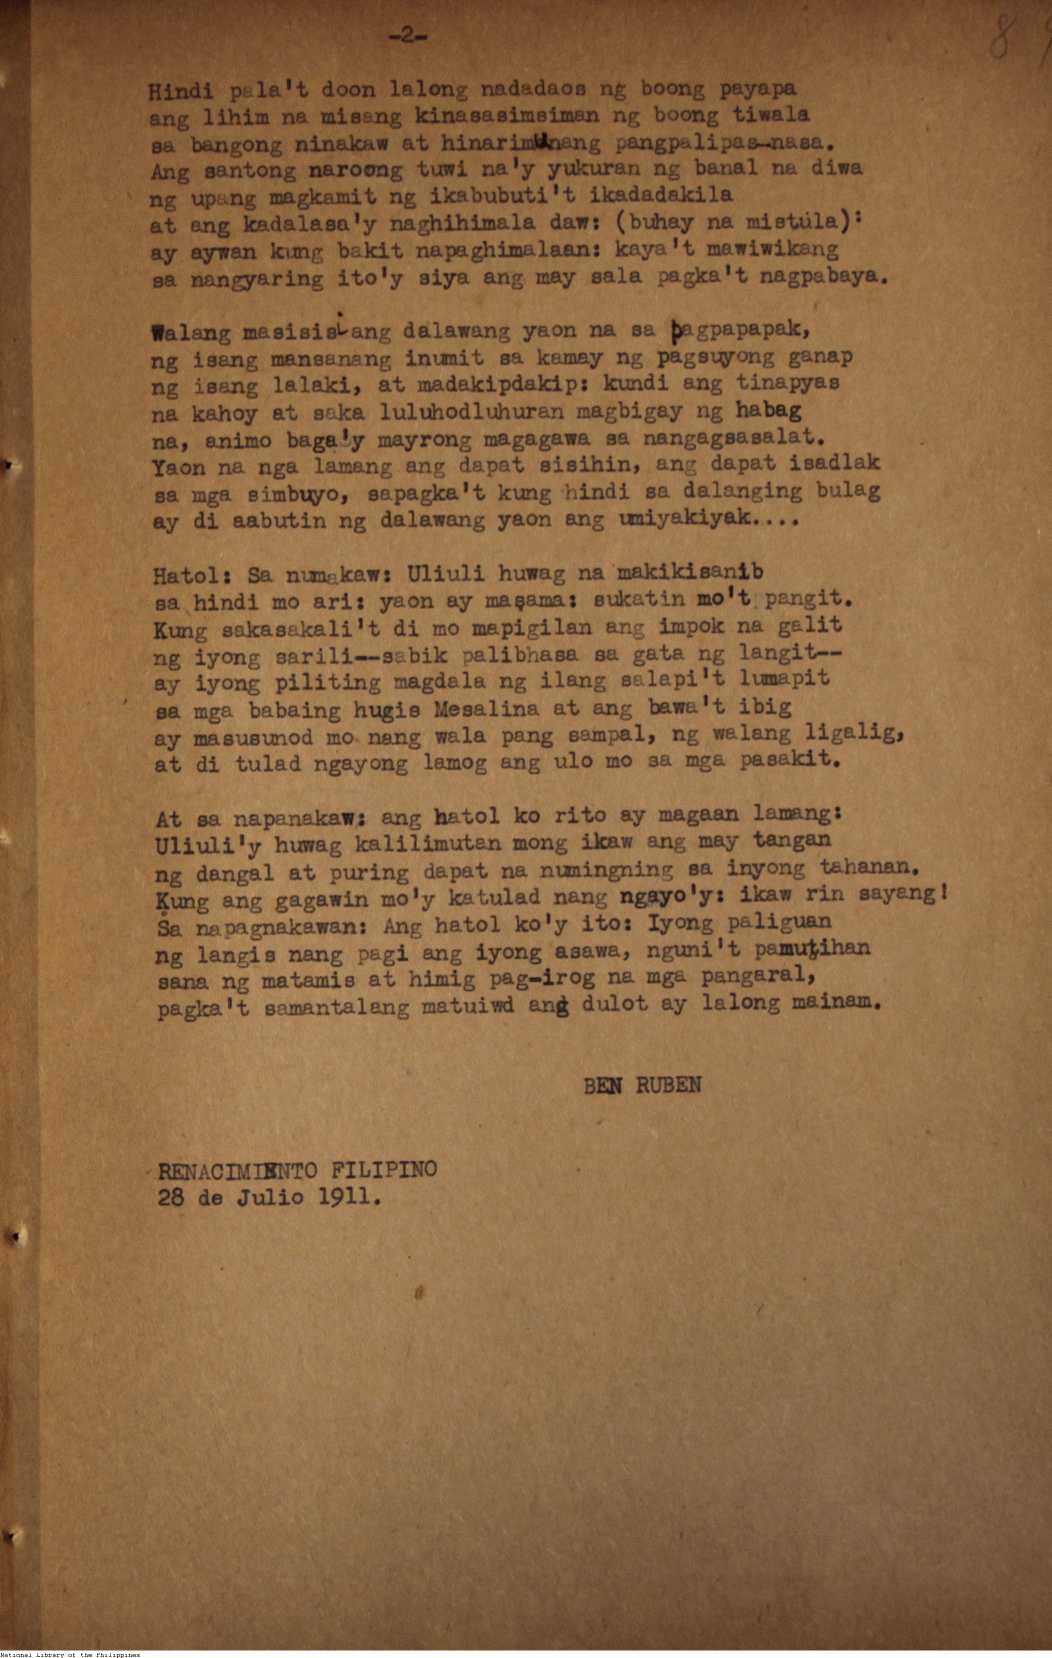 -2-
Hindi pala't doon lalong nadadaos ng boong payapa
ang lihim na misang kinasasimsiman ng boong tiwala
sa bangong ninakaw at hinarimunang pangpalipas-nasa.
Ang santong naroong tuwi na'y yukuran ng banal na diwa
ng upang magkamit ng ikabubuti't ikadadakila
at ang kadalasa'y naghihimala daw: (buhay na mistula):
ay aywan kung bakit napaghimalaan: kaya't mawiwikang
sa nangyaring ito'y siya ang may sala pagka't nagpabaya.
Walang masisisi ang dalawang yaon na sa pagpapapak,
ng isang mansanang inumit sa kamay ng pagsuyong ganap
ng isang lalaki, at madakipdakip: kundi ang tinapyas
na kahoy at saka luluhodluhuran magbigay ng habag
na, animo baga'y mayrong magagawa sa nangagsasalat.
Yaon na nga lamang ang dapat sisihin, ang dapat isadlak
sa mga simbuyo, sapagka't kung hindi sa dalanging bulag
ay di aabutin ng dalawang yaon ang umiyakiyak....
Hatol: Sa numakaw: Uliuli huwag na makikisanib
sa hindi mo ari: yaon ay masama: sukatin mo't pangit.
Kung sakasakali't di mo mapigilan ang impok na galit
ng iyong sarili--sabik palibhasa sa gata ng langit--
ay iyong piliting magdala ng ilang salapi't lumapit
sa mga babaing hugis Mesalina at ang bawa't ibig
ay masusunod mo nang wala pang sampal, ng walang ligalig,
at di tulad ngayong lamog ang ulo mo sa mga pasakit.
At sa napanakaw: ang hatol ko rito ay magaan lamang:
Uliuli'y huwag kalilimutan mong ikaw ang may tangan
ng dangal at puring dapat na numingning sa inyong tahanan.
Kung ang gagawin mo'y katulad nang ngayo'y: ikaw rin sayang!
Sa napagnakawan: Ang hatol ko'y ito: Iyong paliguan
ng langis nang pagi ang iyong asawa, nguni't pamutihan
sana ng matamis at himig pag-irog na mga pangaral,
pagka't samantalang matuiwd ang dulot ay lalong mainam.
BEN RUBEN
RENACIMIENTO FILIPINO
28 de Julio 1911.
National Library of the Philippines